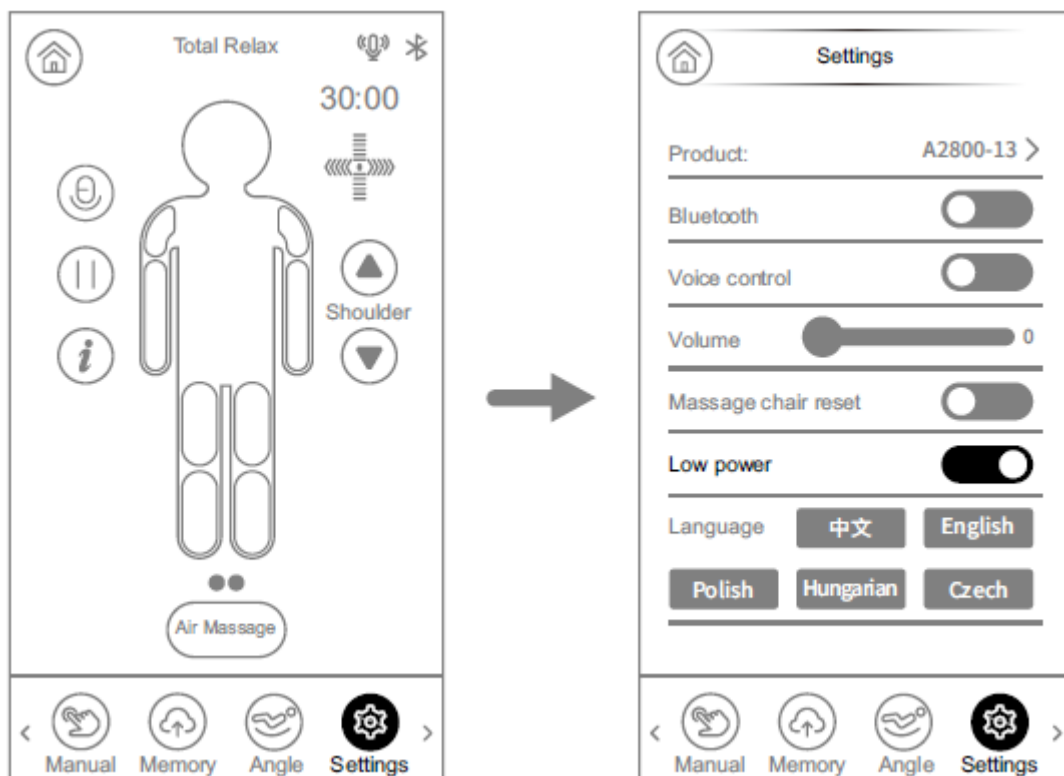 Total Relax
30:00
Shoulder
Air Massage
Manual Memory Angle Settings
Settings
Product: A2800-13
Bluetooth
Voice control
Volume 0
Massage chair reset
Low power
Language 中文 English
Polish Hungarian Czech
Manual Memory Angle Settings